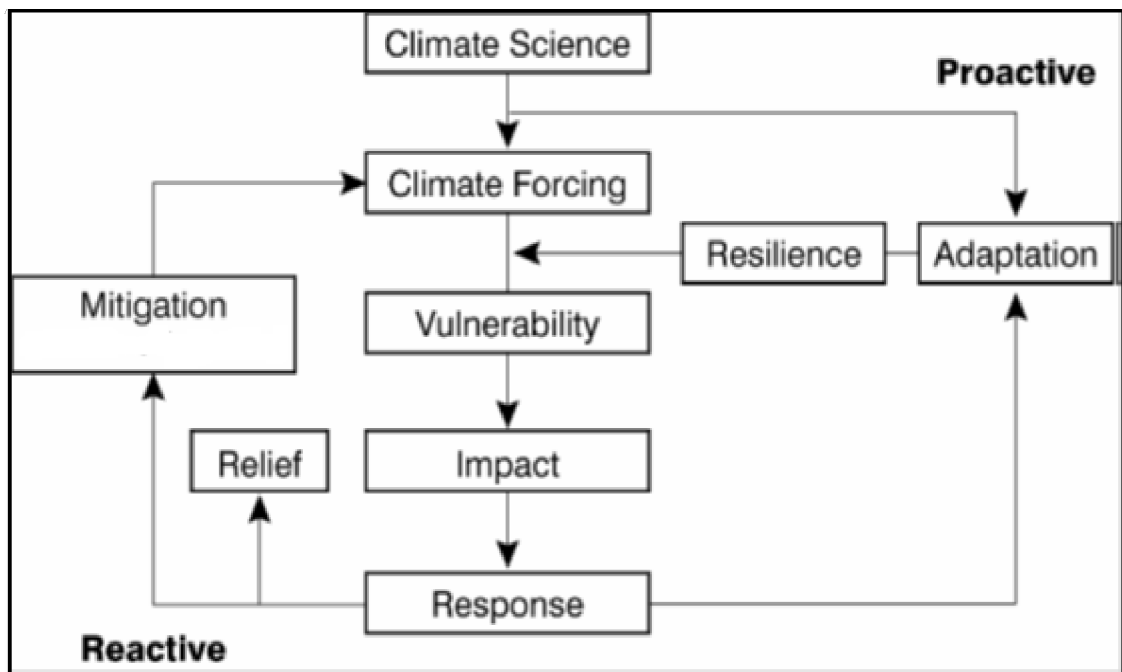 Climate Science
Proactive
Climate Forcing
Resilience
Adaptation
Mitigation
Vulnerability
Relief
Impact
Response
Reactive